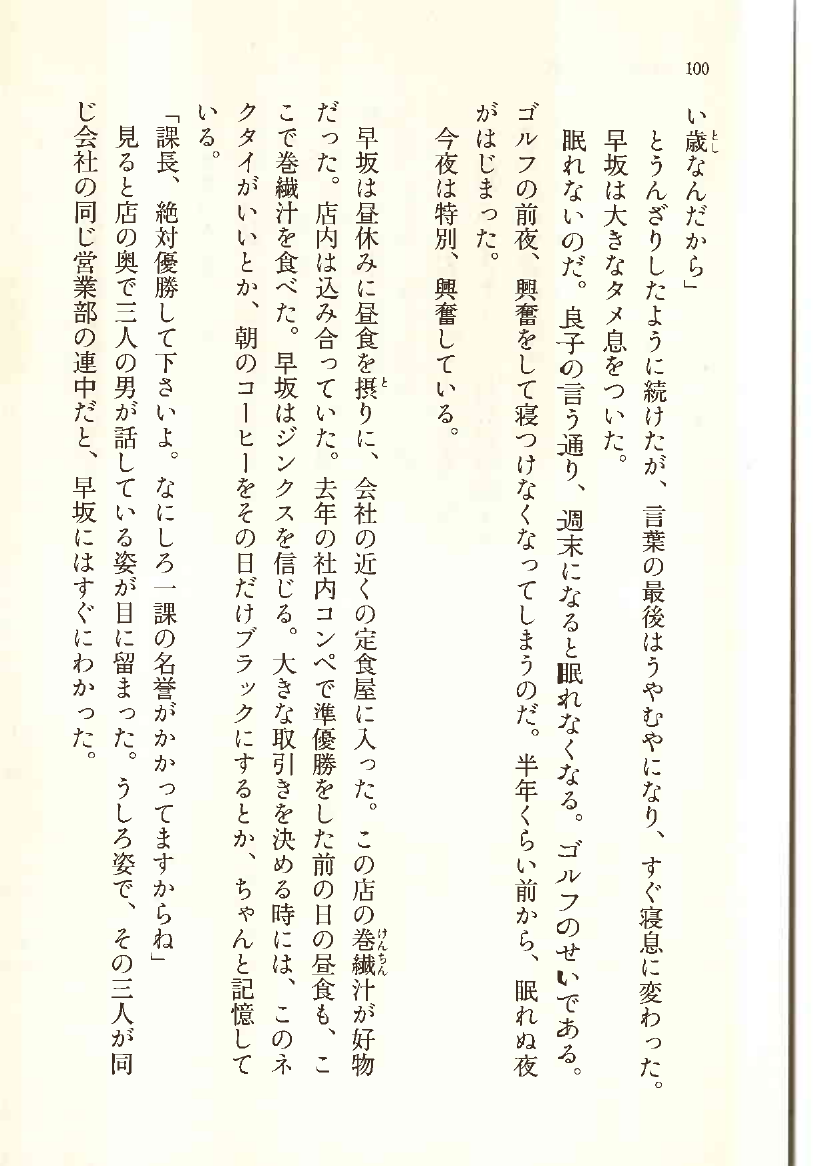 100
い歳なんだから」
とうんざりしたように続けたが、言葉の最後はうやむやになり、すぐ寝息に変わった。
早坂は大きなタメ息をついた。
眠れないのだ。良子の言う通り、週末になると眠れなくなる。ゴルフのせいである。
ゴルフの前夜、興奮をして寝つけなくなってしまうのだ。半年くらい前から、眠れぬ夜
がはじまった。
今夜は特別、興奮している。
早坂は昼休みに昼食を摂りに、会社の近くの定食屋に入った。この店の巻繊汁が好物
だった。店内は込み合っていた。去年の社内コンペで準優勝をした前の日の昼食も、こ
こで巻繊汁を食べた。早坂はジンクスを信じる。大きな取引きを決める時には、このネ
クタイがいいとか、朝のコーヒーをその日だけブラックにするとか、ちゃんと記憶して
いる。
「課長、絶対優勝して下さいよ。なにしろ一課の名誉がかかってますからね」
見ると店の奥で三人の男が話している姿が目に留まった。うしろ姿で、その三人が同
じ会社の同じ営業部の連中だと、早坂にはすぐにわかった。